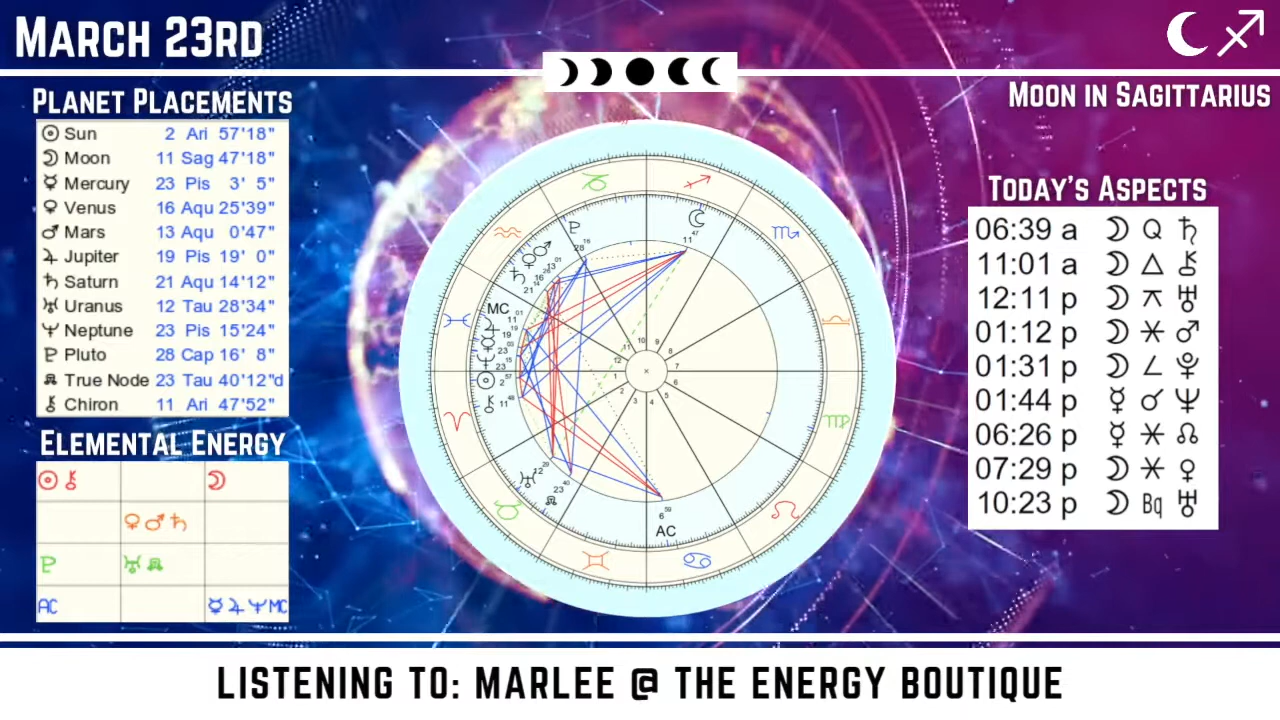 MARCH 23RD
☽ ♐
MOON IN SAGITTARIUS
PLANET PLACEMENTS
☉ Sun 2 Ari 57'18"
☽ Moon 11 Sag 47'18"
☿ Mercury 23 Pis 3' 5"
♀ Venus 16 Aqu 25'39"
♂ Mars 13 Aqu 0'47"
♃ Jupiter 19 Pis 19' 0"
♄ Saturn 21 Aqu 14'12"
♅ Uranus 12 Tau 28'34"
♆ Neptune 23 Pis 15'24"
♇ Pluto 28 Cap 16' 8"
☊ True Node 23 Tau 40'12"d
⚷ Chiron 11 Ari 47'52"
ELEMENTAL ENERGY
☉ ⚷ ☽
♀ ♂ ♄
♇ ♅ ☊
AC ☿ ♃ ♆ MC
MC
AC
TODAY'S ASPECTS
06:39 a ☽ Q ♄
11:01 a ☽ △ ⚷
12:11 p ☽ ⚻ ♅
01:12 p ☽ ⚹ ♂
01:31 p ☽ ∠ ♇
01:44 p ☿ ☌ ♆
06:26 p ☿ ⚹ ☊
07:29 p ☽ ⚹ ♀
10:23 p ☽ Bq ♅
LISTENING TO: MARLEE @ THE ENERGY BOUTIQUE